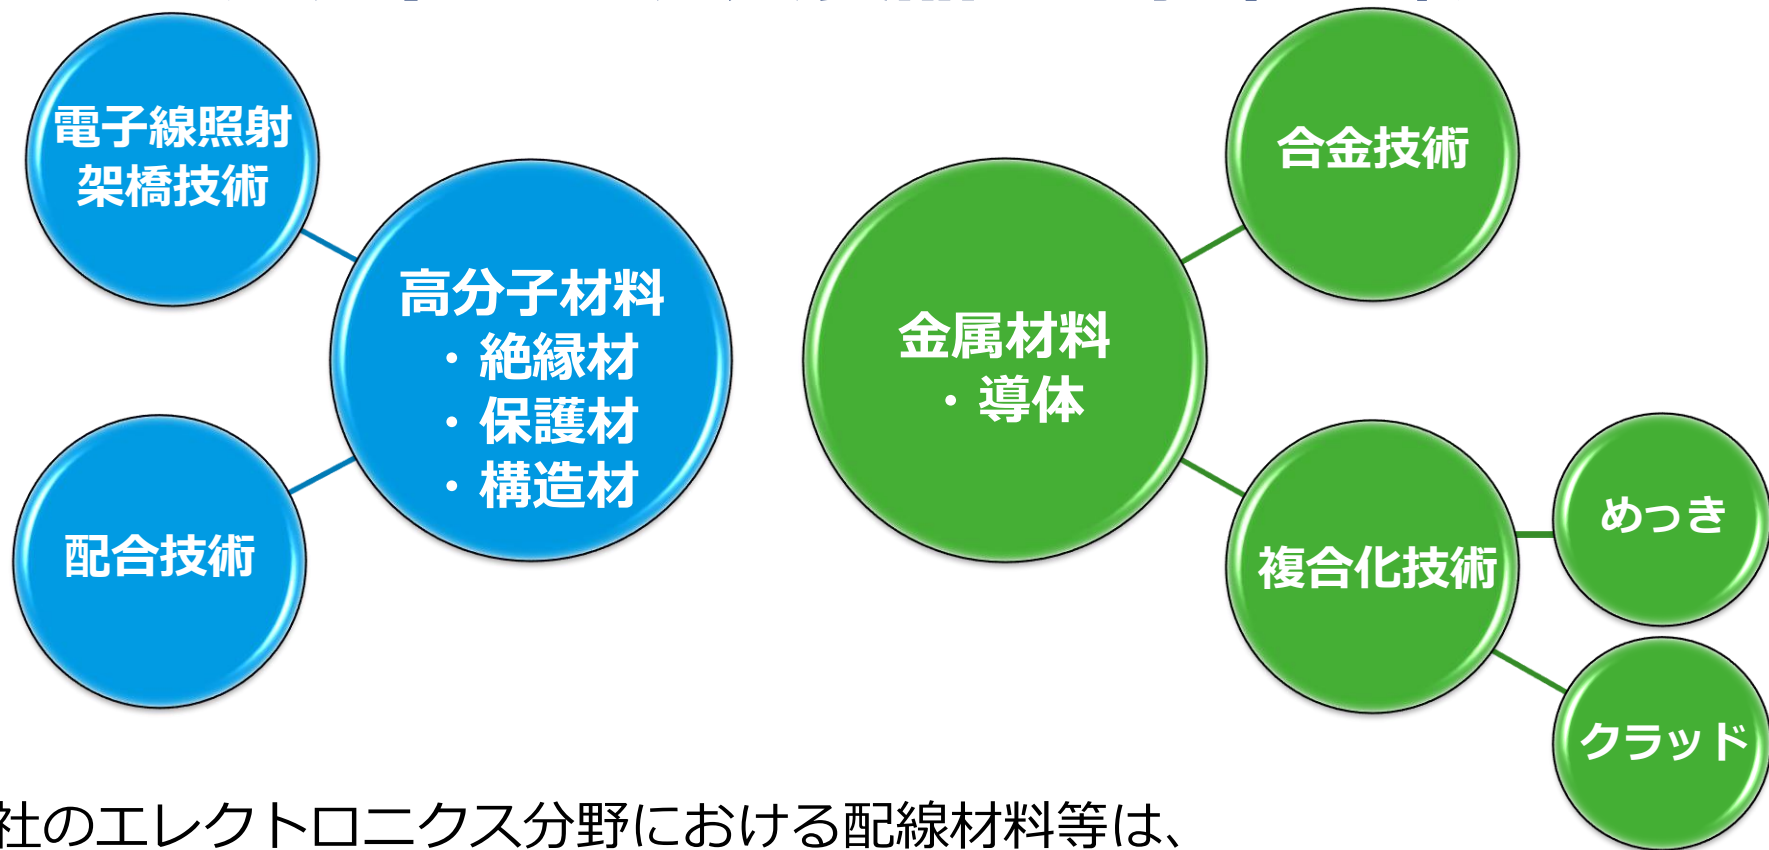 電子線照射
架橋技術
高分子材料
・絶縁材
・保護材
・構造材
配合技術
金属材料
・導体
合金技術
複合化技術
めっき
クラッド
社のエレクトロニクス分野における配線材料等は、